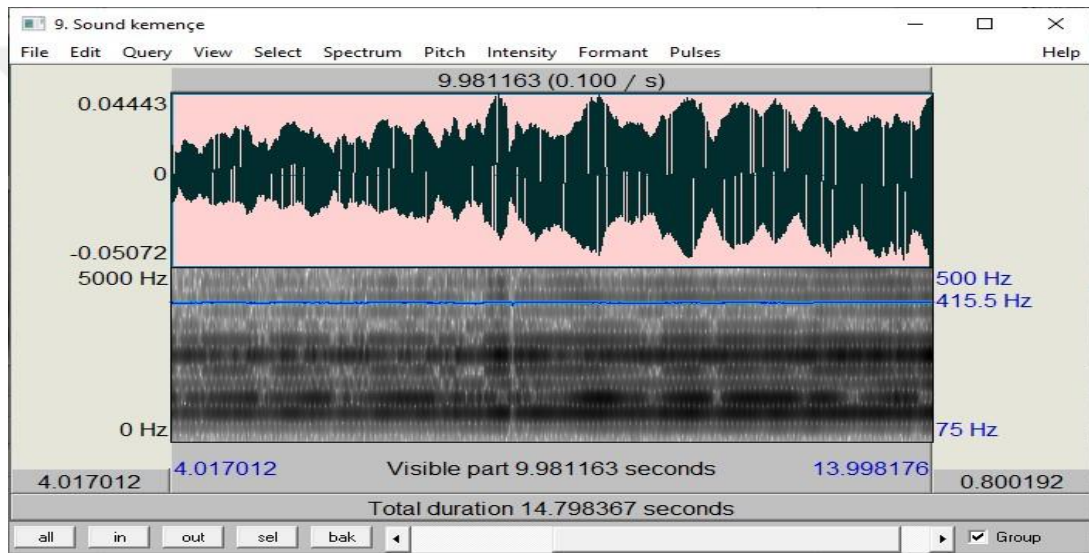 9. Sound kemençe
File Edit Query View Select Spectrum Pitch Intensity Formant Pulses Help
9.981163 (0.100 / s)
0.04443
0
-0.05072
5000 Hz 500 Hz
415.5 Hz
0 Hz 75 Hz
4.017012 Visible part 9.981163 seconds 13.998176
4.017012 0.800192
Total duration 14.798367 seconds
all in out sel bak Group